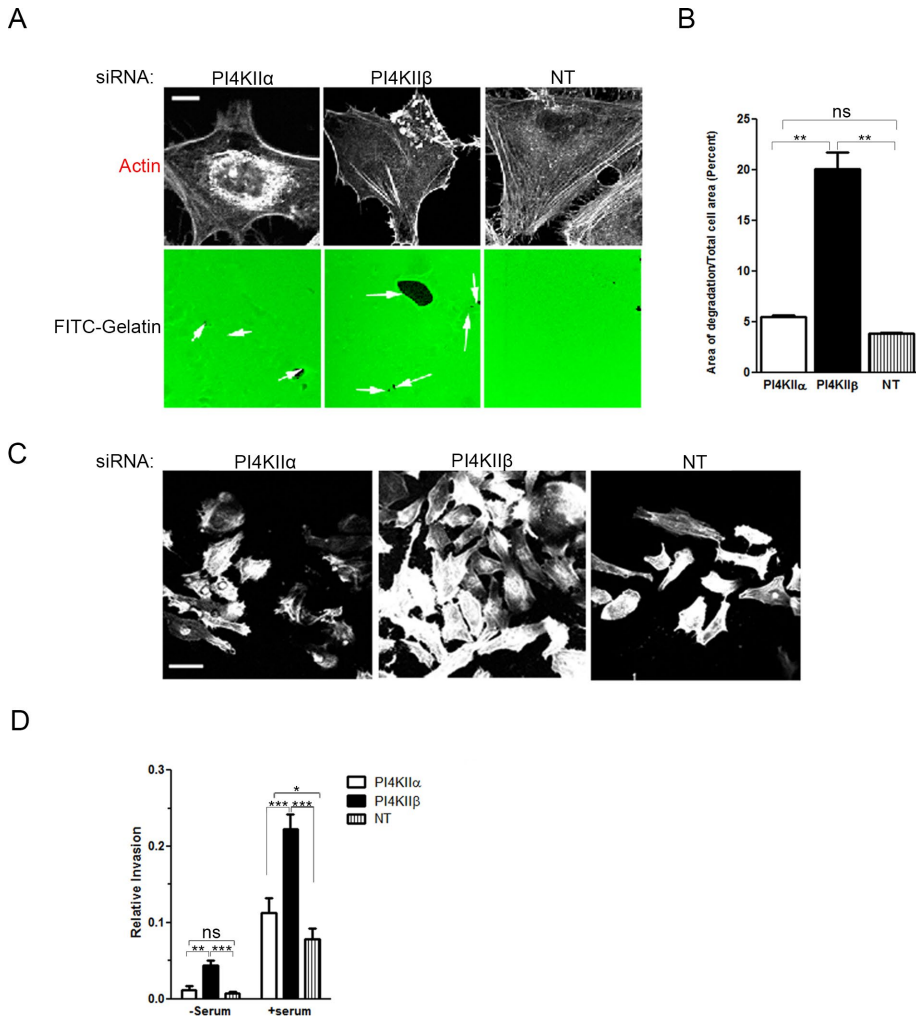 A
B
siRNA: PI4KIIα PI4KIIβ NT
Actin
FITC-Gelatin
Area of degradation/Total cell area (Percent)
25
20
15
10
5
0
ns
** **
PI4KIIα PI4KIIβ NT
C
siRNA: PI4KIIα PI4KIIβ NT
D
Relative Invasion
0.3
0.2
0.1
0.0
ns
** ***
*
*** ***
-Serum +serum
PI4KIIα
PI4KIIβ
NT